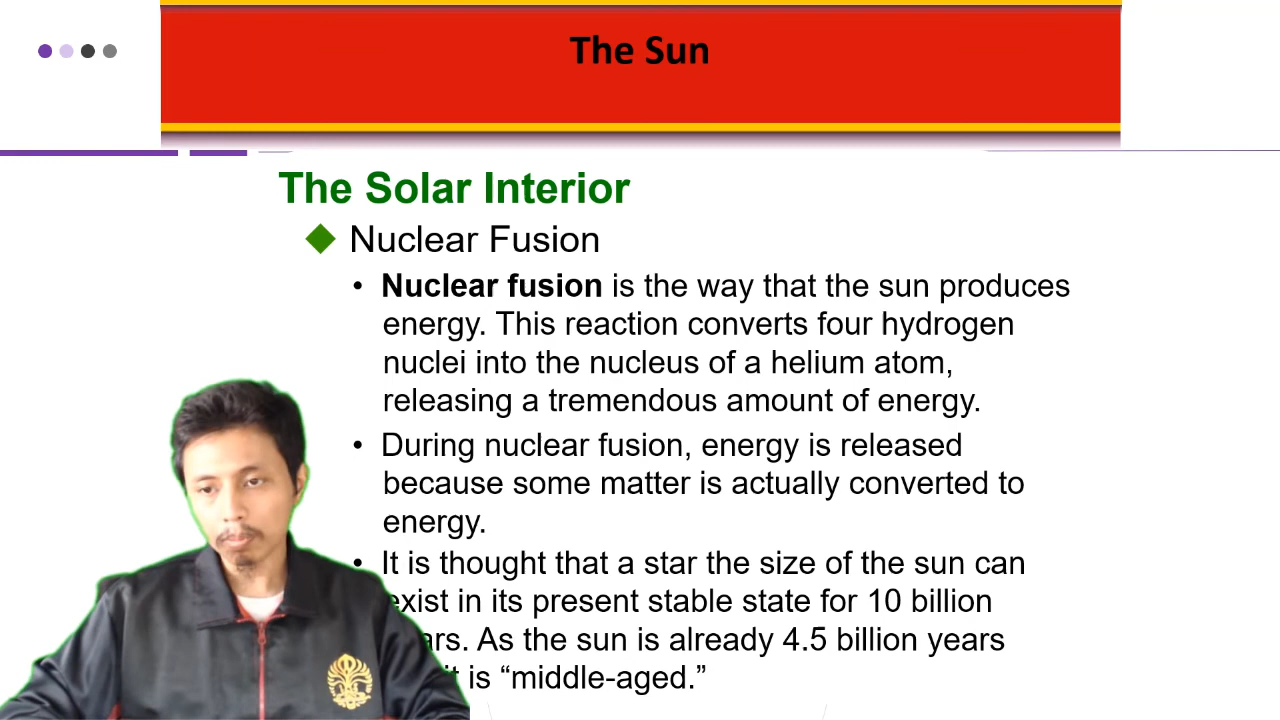 The Sun
The Solar Interior
Nuclear Fusion
• Nuclear fusion is the way that the sun produces
energy. This reaction converts four hydrogen
nuclei into the nucleus of a helium atom,
releasing a tremendous amount of energy.
• During nuclear fusion, energy is released
because some matter is actually converted to
energy.
• It is thought that a star the size of the sun can
exist in its present stable state for 10 billion
ars. As the sun is already 4.5 billion years
it is “middle-aged.”